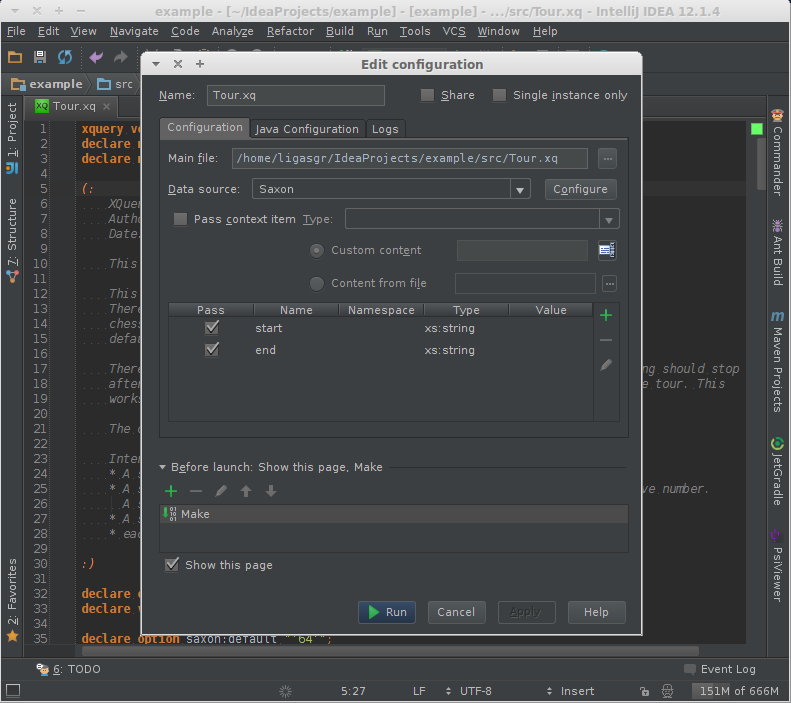 example - [~/IdeaProjects/example] - [example] - .../src/Tour.xq - IntelliJ IDEA 12.1.4
File Edit View Navigate Code Analyze Refactor Build Run Tools VCS Window Help
example src
Tour.xq
1: Project
7: Structure
2: Favorites
1 xquery ve
2 declare
3 declare
4
5 (:
6 XQuer
7 Autho
8 Date:
9
10 This
11
12 This
13 There
14 chess
15 defau
16
17 There
ng should stop
18 after
e tour. This
19 works
20
21 The
22
23 Inter
24 * A s
25 * A s
ve number.
26 A s
27 * A s
28 * eac
29
30 :)
31
32 declare
33 declare
34
35 declare option saxon:default "'64'";
Commander
Ant Build
Maven Projects
JetGradle
PsiViewer
Edit configuration
Name: Tour.xq Share Single instance only
Configuration Java Configuration Logs
Main file: /home/ligasgr/IdeaProjects/example/src/Tour.xq ...
Data source: Saxon Configure
Pass context item Type:
Custom content
Content from file ...
Pass Name Namespace Type Value
start xs:string
end xs:string
Before launch: Show this page, Make
Make
Show this page
Run Cancel Apply Help
6: TODO Event Log
5:27 LF UTF-8 Insert 151M of 666M